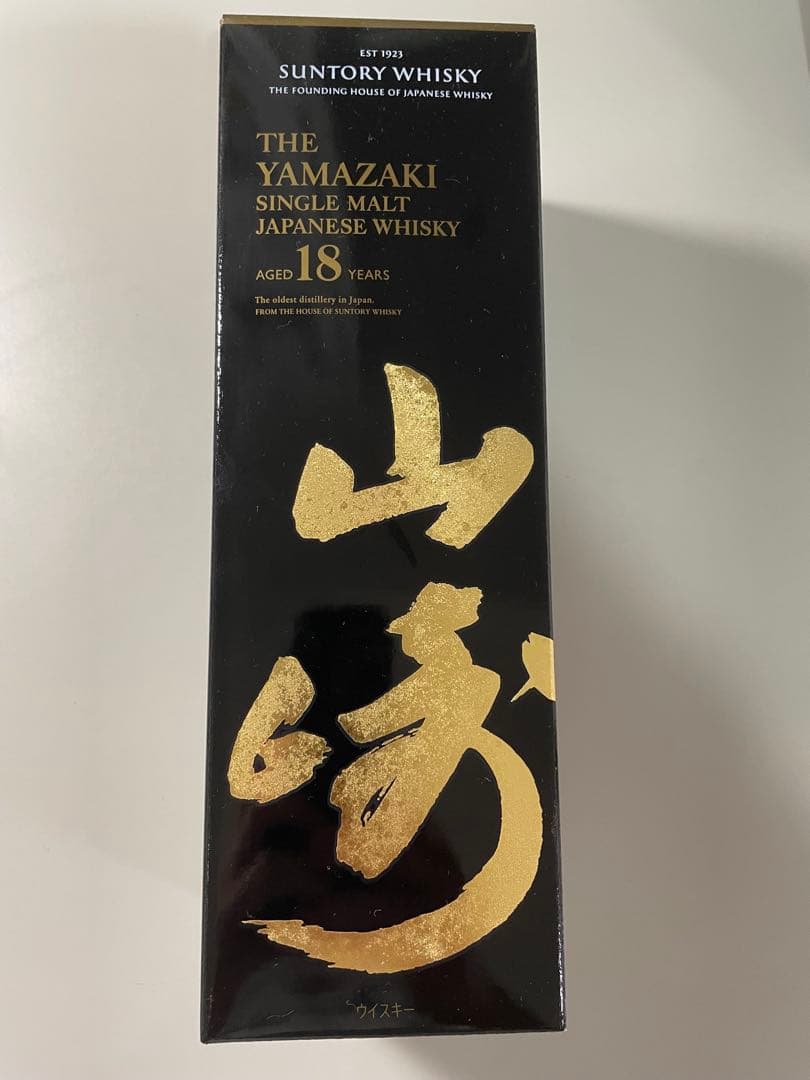 EST 1923
SUNTORY WHISKY
THE FOUNDING HOUSE OF JAPANESE WHISKY
THE
YAMAZAKI
SINGLE MALT
JAPANESE WHISKY
AGED 18 YEARS
The oldest distillery in Japan.
FROM THE HOUSE OF SUNTORY WHISKY
山
崎
ウイスキー